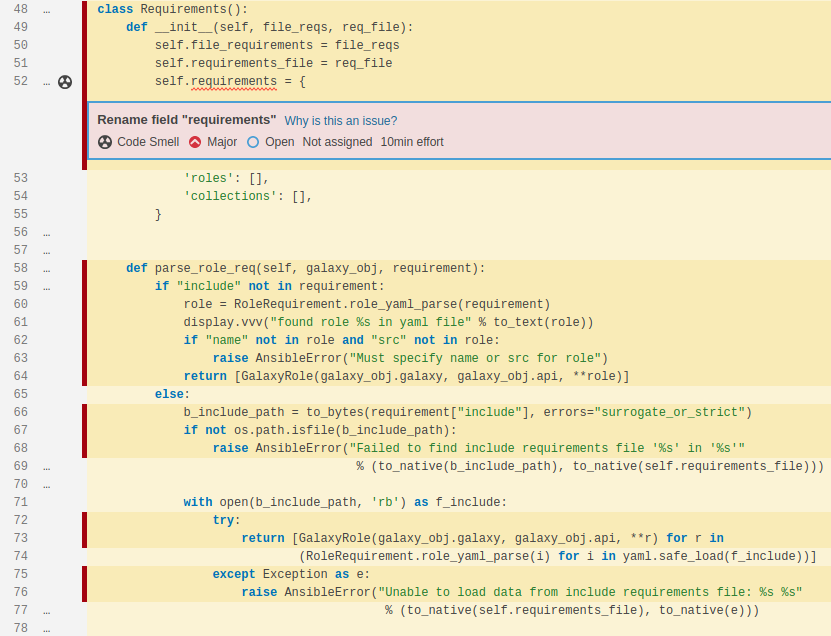 48 … class Requirements():
49     def __init__(self, file_reqs, req_file):
50         self.file_requirements = file_reqs
51         self.requirements_file = req_file
52 …         self.requirements = {
Rename field "requirements" Why is this an issue?
Code Smell Major Open Not assigned 10min effort
53             'roles': [],
54             'collections': [],
55         }
56 …
57 …
58 …     def parse_role_req(self, galaxy_obj, requirement):
59 …         if "include" not in requirement:
60             role = RoleRequirement.role_yaml_parse(requirement)
61             display.vvv("found role %s in yaml file" % to_text(role))
62             if "name" not in role and "src" not in role:
63                 raise AnsibleError("Must specify name or src for role")
64             return [GalaxyRole(galaxy_obj.galaxy, galaxy_obj.api, **role)]
65         else:
66             b_include_path = to_bytes(requirement["include"], errors="surrogate_or_strict")
67             if not os.path.isfile(b_include_path):
68                 raise AnsibleError("Failed to find include requirements file '%s' in '%s'"
69 …                                     % (to_native(b_include_path), to_native(self.requirements_file)))
70 …
71             with open(b_include_path, 'rb') as f_include:
72                 try:
73                     return [GalaxyRole(galaxy_obj.galaxy, galaxy_obj.api, **r) for r in
74                             (RoleRequirement.role_yaml_parse(i) for i in yaml.safe_load(f_include))]
75                 except Exception as e:
76                     raise AnsibleError("Unable to load data from include requirements file: %s %s"
77 …                                         % (to_native(self.requirements_file), to_native(e)))
78 …